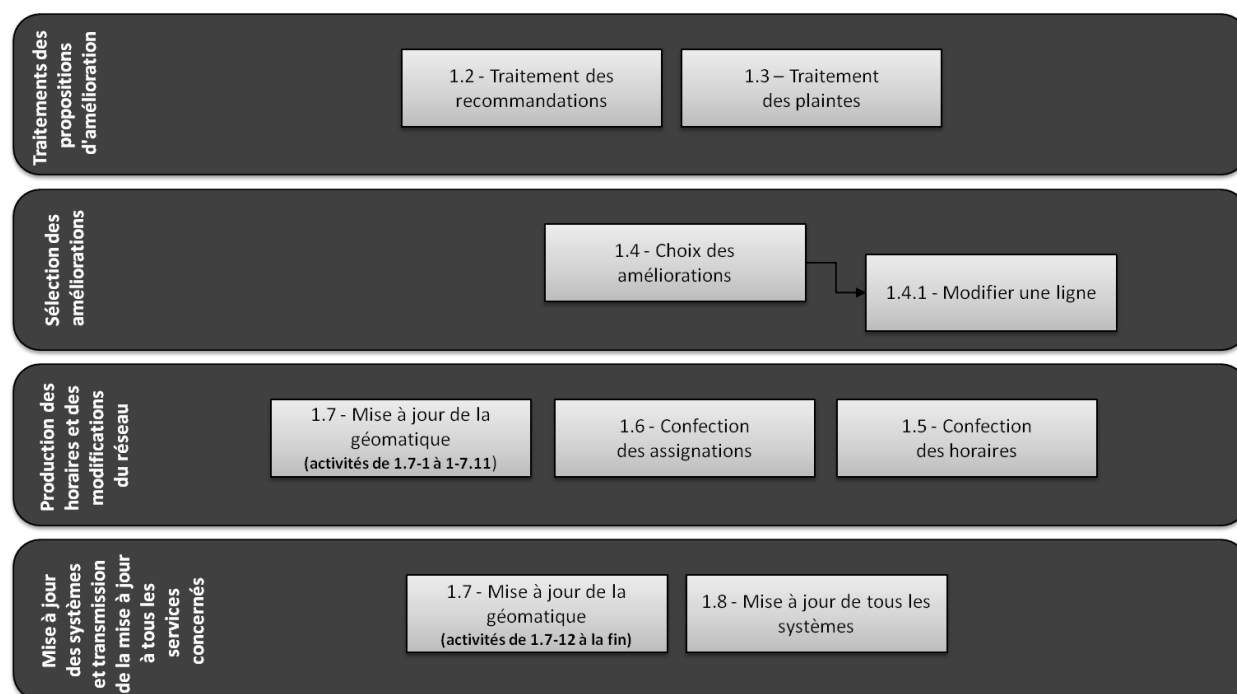 Traitements des
propositions
d'amélioration
1.2 - Traitement des
recommandations
1.3 – Traitement
des plaintes
Sélection des
améliorations
1.4 - Choix des
améliorations
1.4.1 - Modifier une ligne
Production des
horaires et des
modifications
du réseau
1.7 - Mise à jour de la
géomatique
(activités de 1.7-1 à 1-7.11)
1.6 - Confection
des assignations
1.5 - Confection
des horaires
Mise à jour
des systèmes
et transmission
de la mise à jour
à tous les
services
concernés
1.7 - Mise à jour de la
géomatique
(activités de 1.7-12 à la fin)
1.8 - Mise à jour de tous les
systèmes